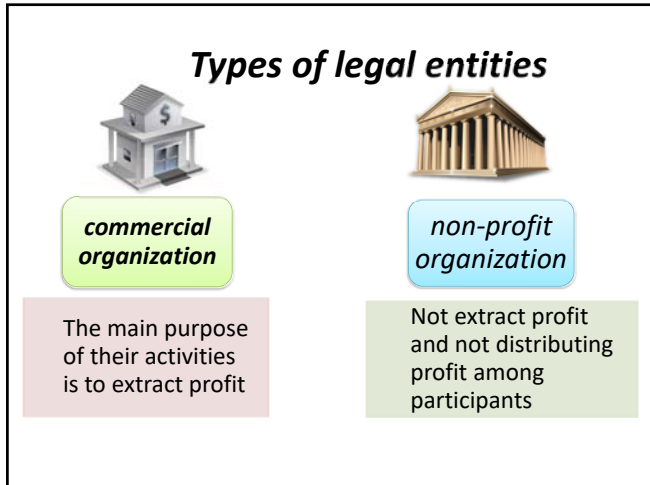 Types of legal entities
$
commercial
organization
non-profit
organization
The main purpose
of their activities
is to extract profit
Not extract profit
and not distributing
profit among
participants